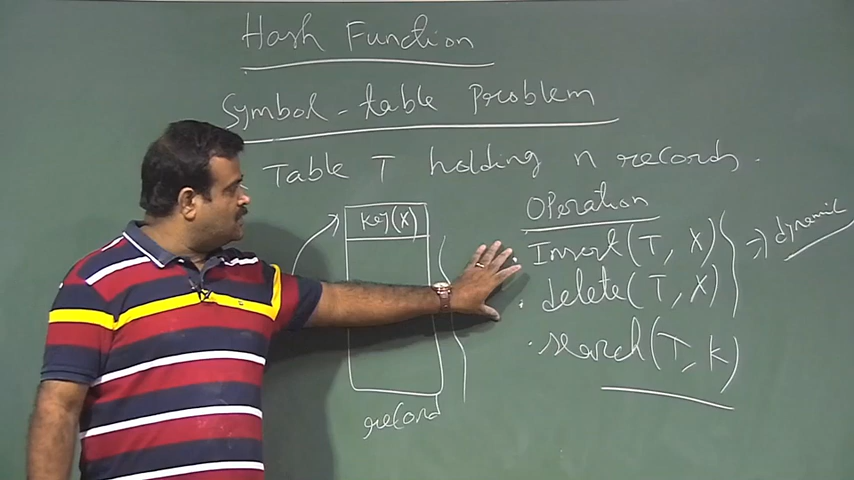 Hash Function
Symbol-table Problem
Table T holding n records.
key(x)
record
Operation
Insert(T, x)
delete(T, x)
search(T, k)
=> dynamic